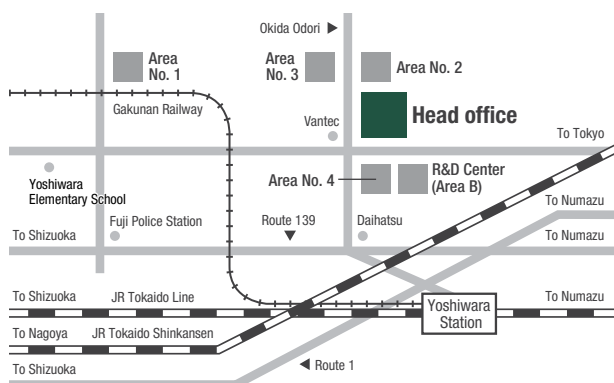 Okida Odori
Area
No. 1
Area
No. 3
Area No. 2
Gakunan Railway
Vantec
Head office
To Tokyo
Yoshiwara
Elementary School
Area No. 4
R&D Center
(Area B)
To Numazu
Fuji Police Station
Route 139
Daihatsu
To Shizuoka
To Numazu
To Shizuoka
JR Tokaido Line
Yoshiwara
Station
To Numazu
To Nagoya
JR Tokaido Shinkansen
To Shizuoka
Route 1